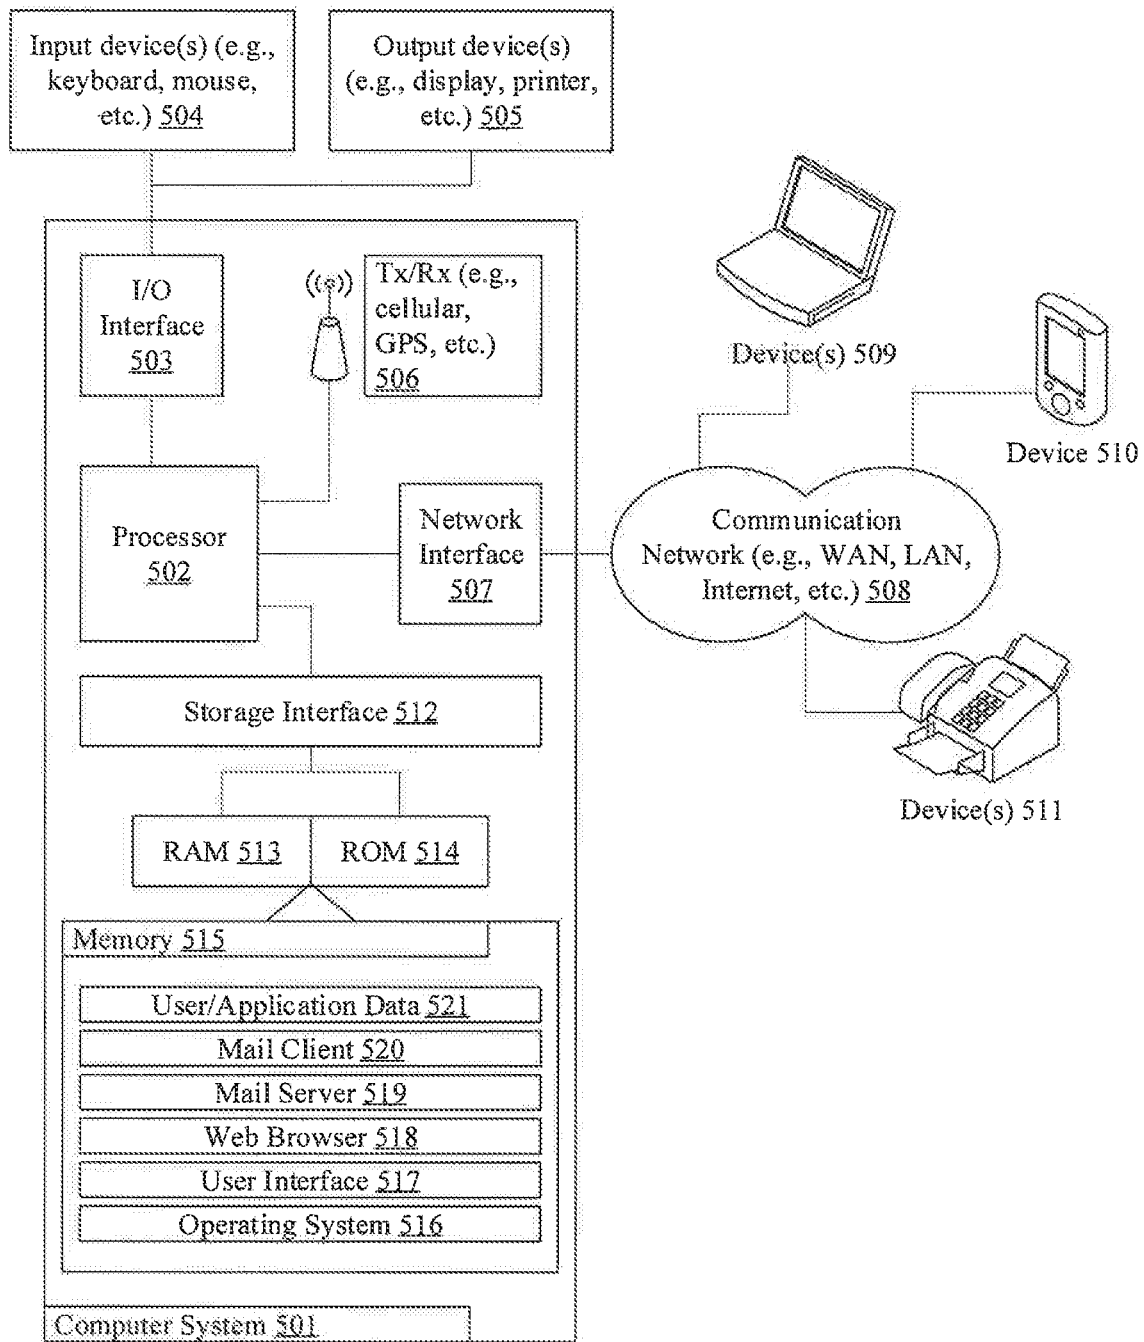 Input device(s) (e.g.,
keyboard, mouse,
etc.) 504
Output device(s)
(e.g., display, printer,
etc.) 505
I/O
Interface
503
Tx/Rx (e.g.,
cellular,
GPS, etc.)
506
Device(s) 509
Device 510
Processor
502
Network
Interface
507
Communication
Network (e.g., WAN, LAN,
Internet, etc.) 508
Device(s) 511
Storage Interface 512
RAM 513
ROM 514
Memory 515
User/Application Data 521
Mail Client 520
Mail Server 519
Web Browser 518
User Interface 517
Operating System 516
Computer System 501